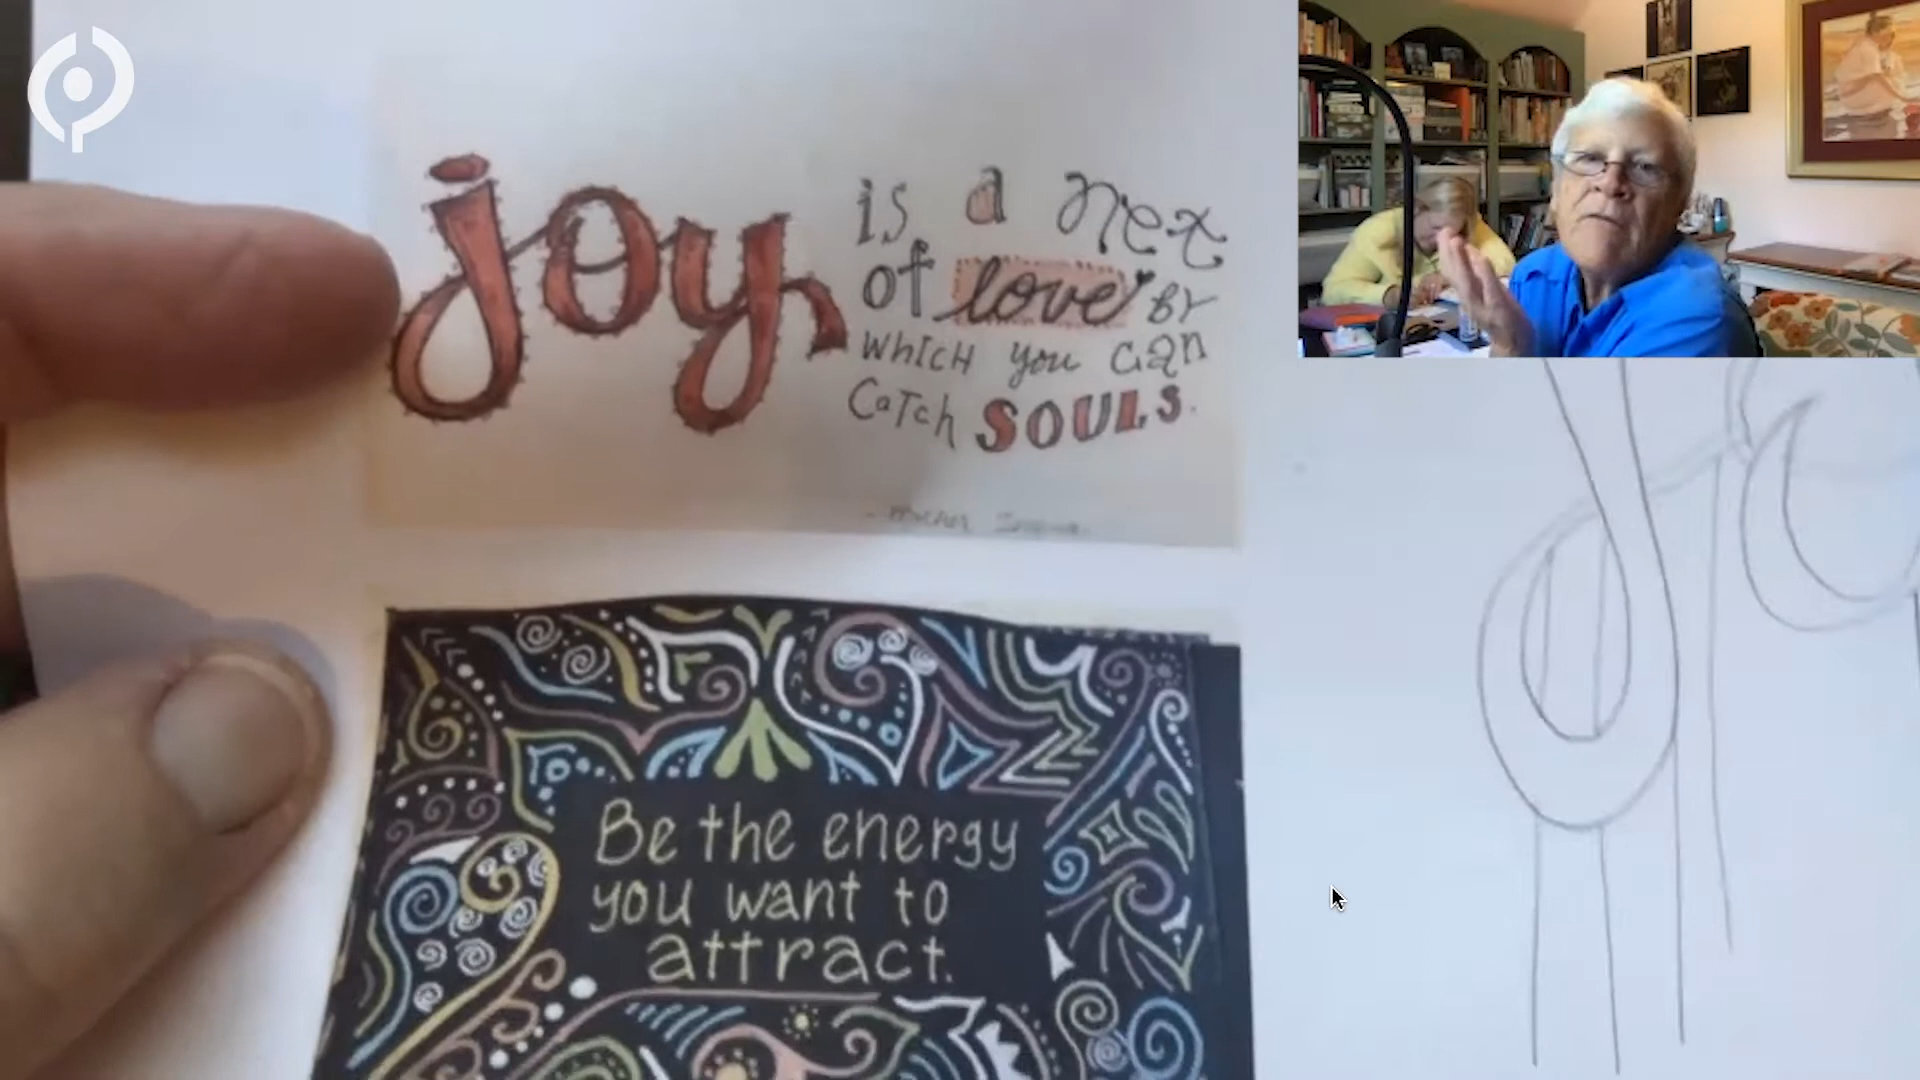 joy is a net
of love by
which you can
catch SOULS.
Be the energy
you want to
attract.